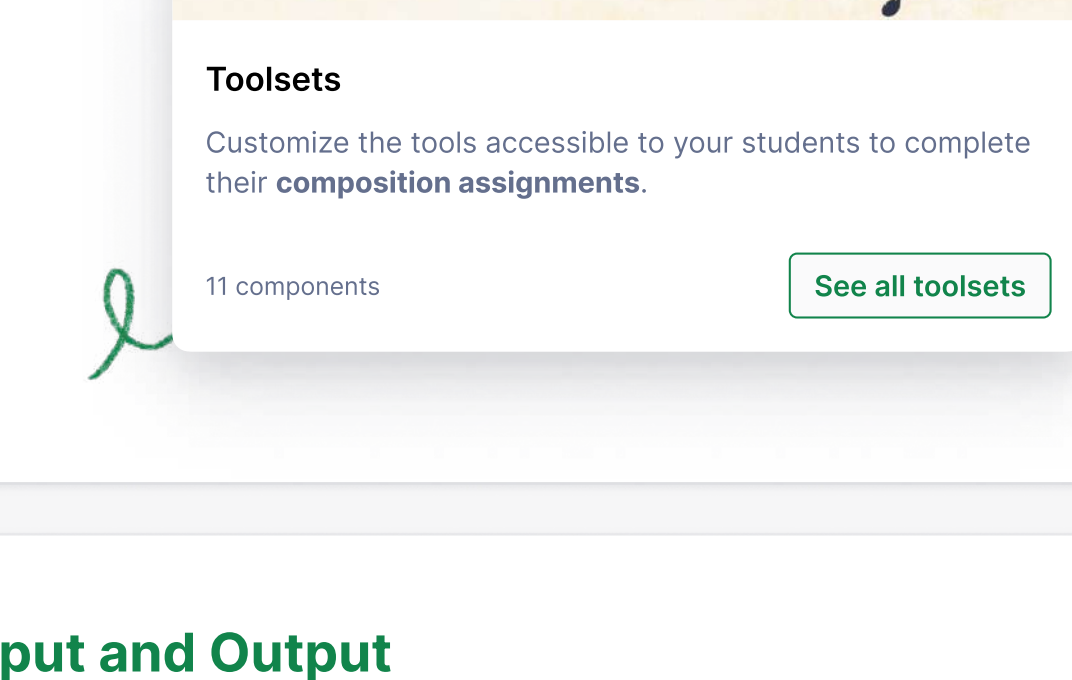 Toolsets
Customize the tools accessible to your students to complete
their composition assignments.
11 components
See all toolsets
put and Output